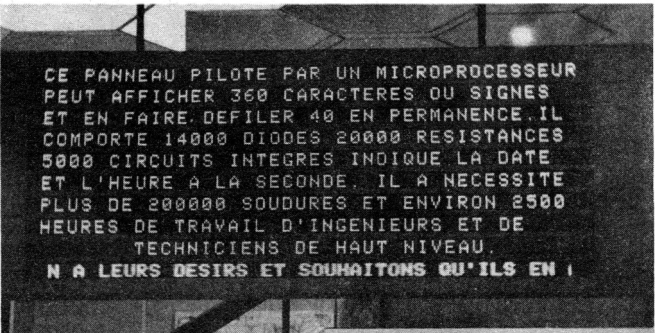 CE PANNEAU PILOTE PAR UN MICROPROCESSEUR
PEUT AFFICHER 360 CARACTERES OU SIGNES
ET EN FAIRE DEFILER 40 EN PERMANENCE.IL
COMPORTE 14000 DIODES 20000 RESISTANCES
5000 CIRCUITS INTEGRES INDIQUE LA DATE
ET L'HEURE A LA SECONDE. IL A NECESSITE
PLUS DE 200000 SOUDURES ET ENVIRON 2500
HEURES DE TRAVAIL D'INGENIEURS ET DE
TECHNICIENS DE HAUT NIVEAU.
N A LEURS DESIRS ET SOUHAITONS QU'ILS EN